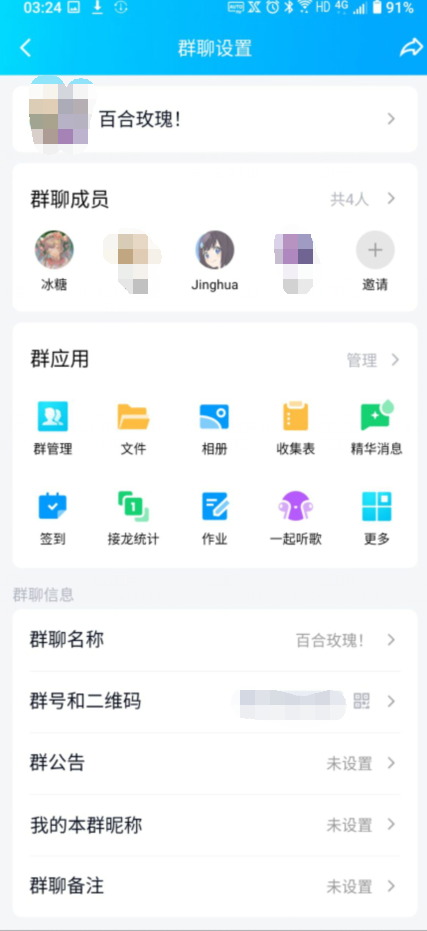 03:24 HD 4G 91%
群聊设置
百合玫瑰！
群聊成员 共4人
冰糖 Jinghua 邀请
群应用 管理
群管理 文件 相册 收集表 精华消息
签到 接龙统计 作业 一起听歌 更多
群聊信息
群聊名称 百合玫瑰！
群号和二维码
群公告 未设置
我的本群昵称 未设置
群聊备注 未设置